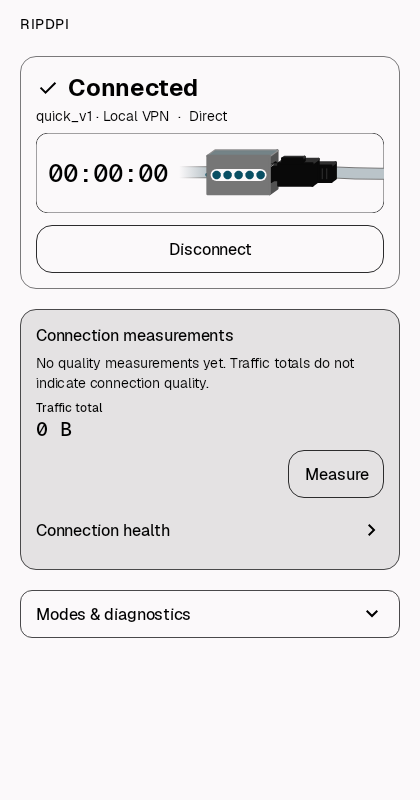 RIPDPI
Connected
quick_v1 · Local VPN · Direct
00:00:00
Disconnect
Connection measurements
No quality measurements yet. Traffic totals do not
indicate connection quality.
Traffic total
0 B
Measure
Connection health
Modes & diagnostics